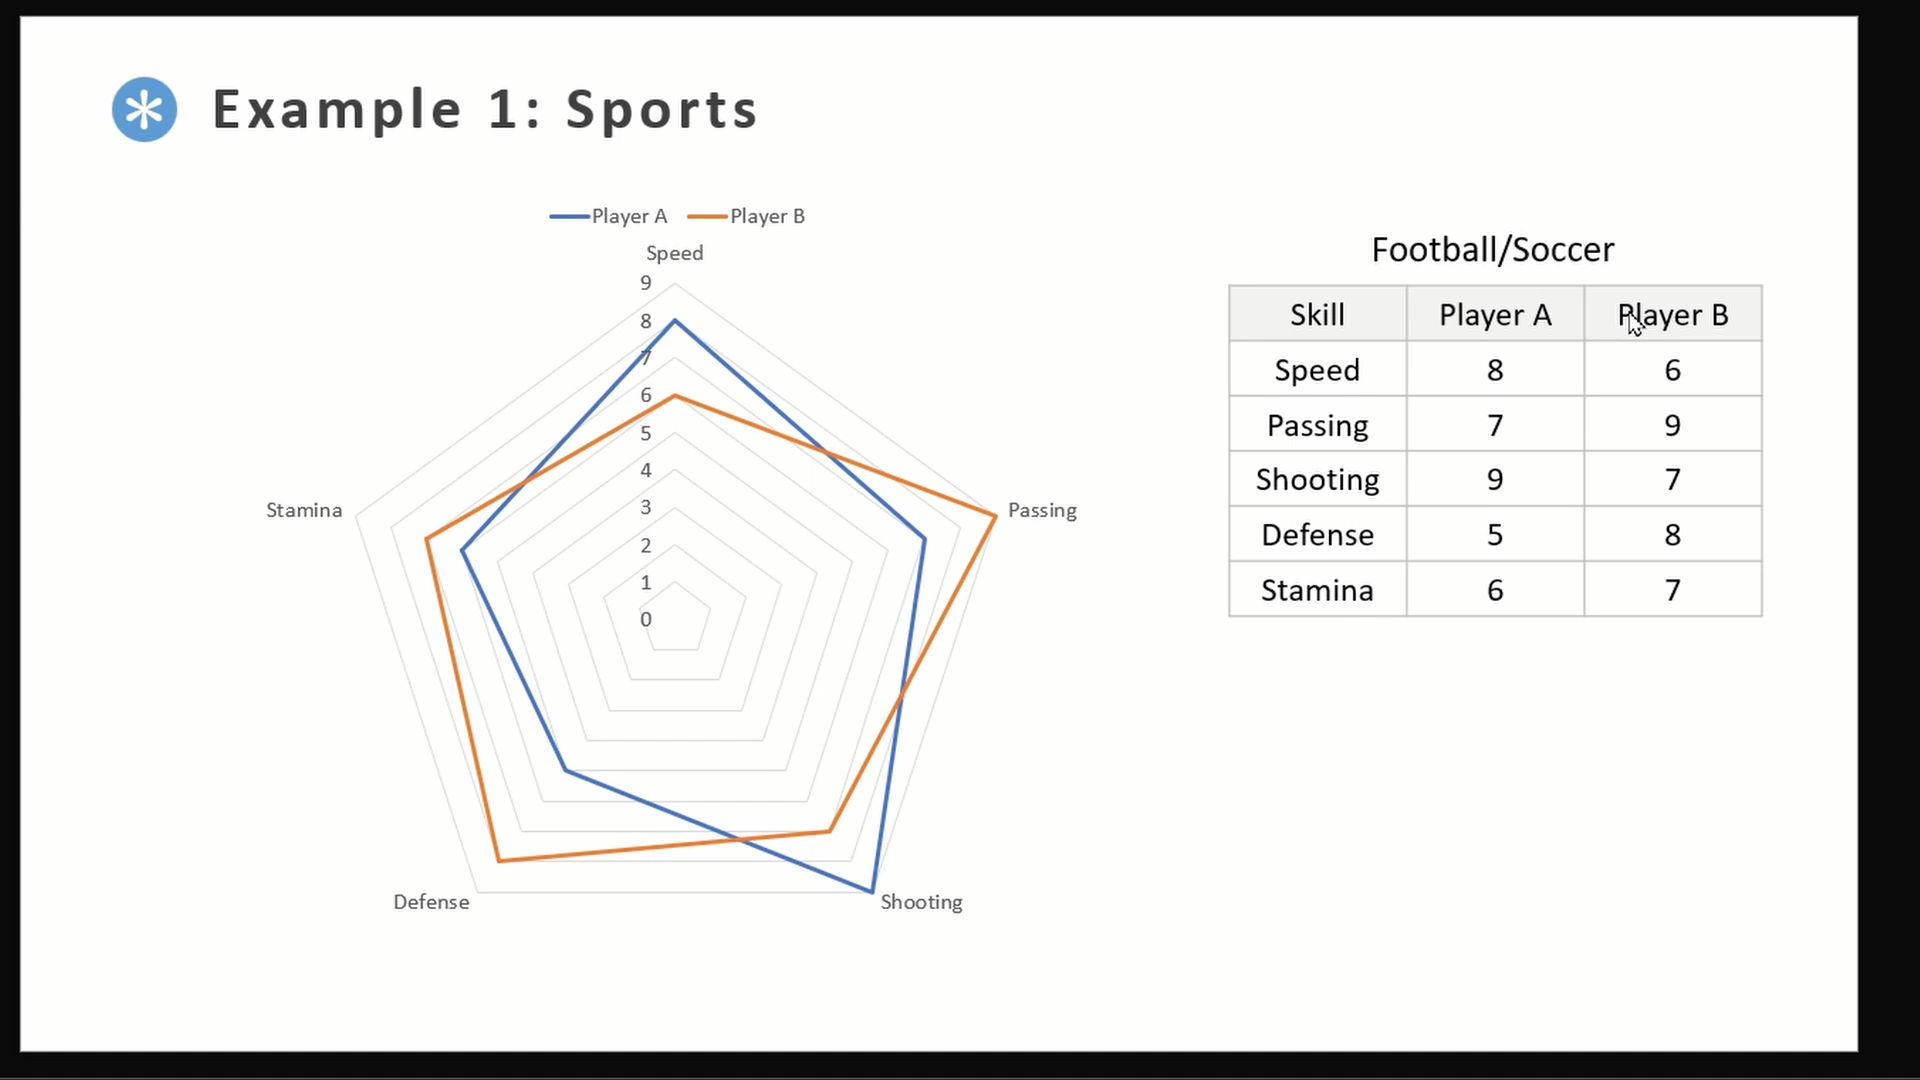 Example 1: Sports
Player A Player B
Speed
9
8
7
6
5
4
3
2
1
0
Stamina
Passing
Defense
Shooting
Football/Soccer
Skill Player A Player B
Speed 8 6
Passing 7 9
Shooting 9 7
Defense 5 8
Stamina 6 7